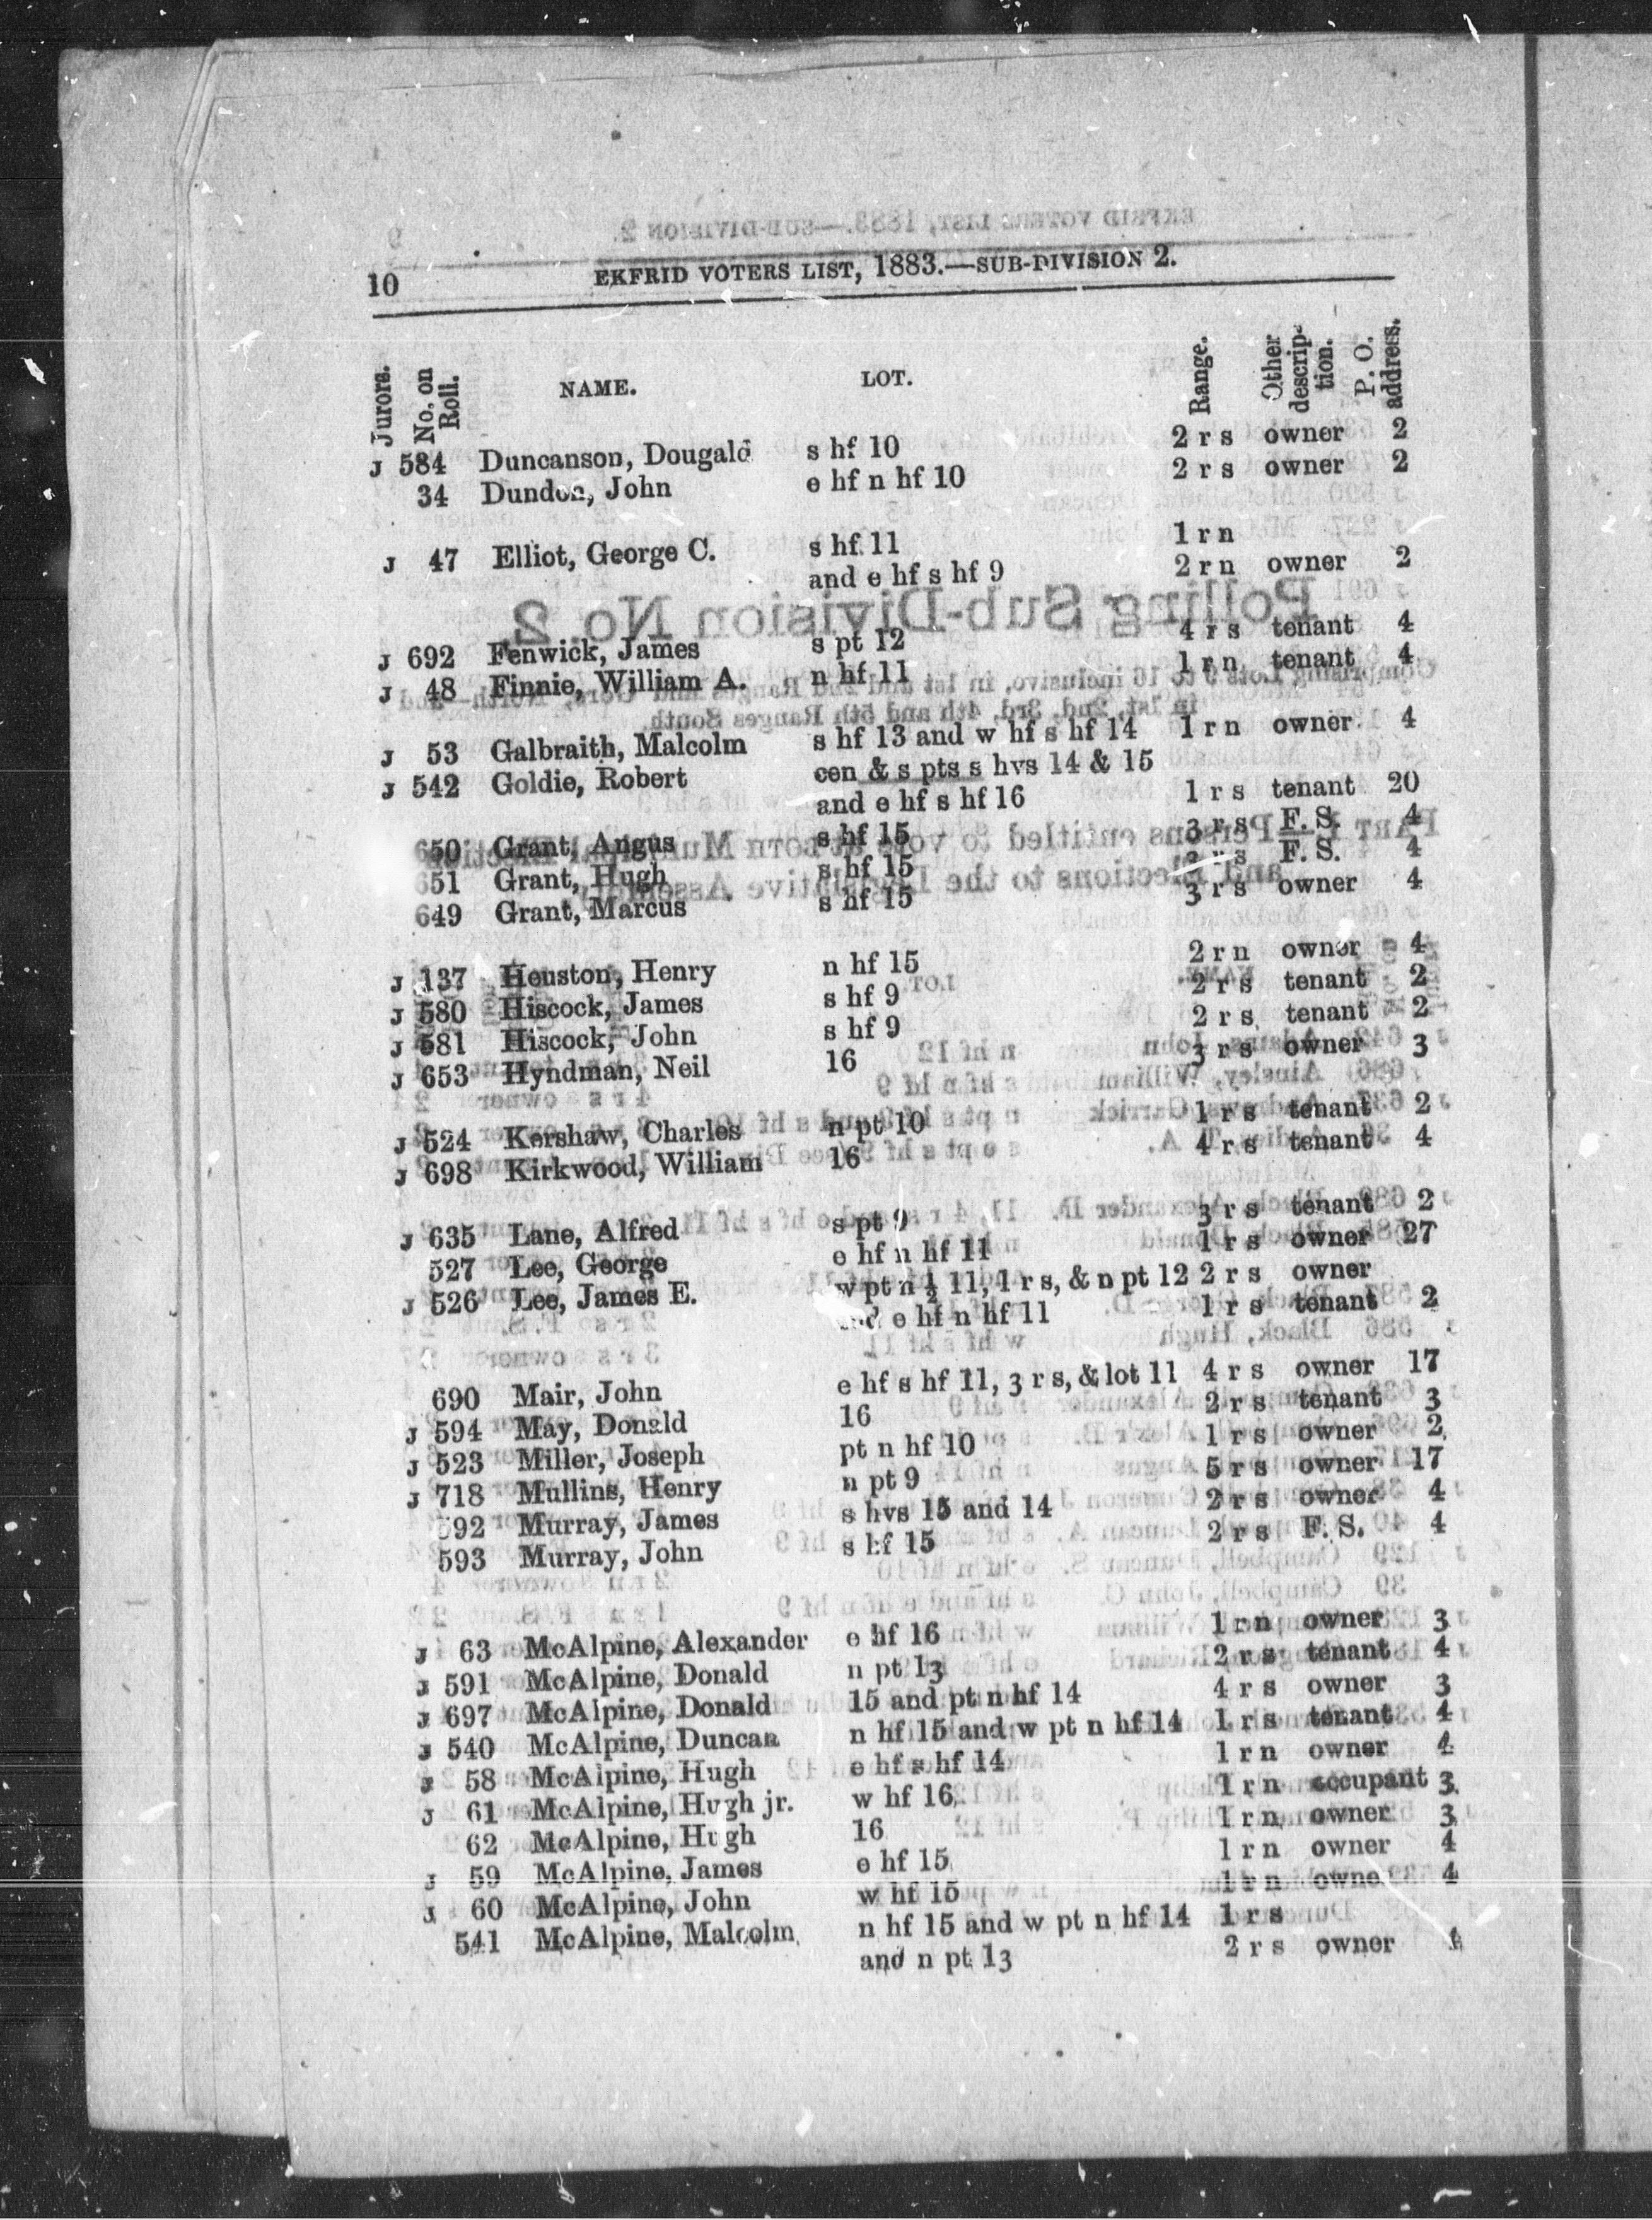 10 EKFRID VOTERS LIST, 1883.—SUB-DIVISION 2.
Jurors. No. on Roll. NAME. LOT. Range. Other descrip-tion. P. O. address.
J 584 Duncanson, Dougald s hf 10 2 r s owner 2
34 Dundon, John e hf n hf 10 2 r s owner 2
J 47 Elliot, George C. s hf 11 1 r n
and e hf s hf 9 2 r n owner 2
J 692 Fenwick, James s pt 12 4 r s tenant 4
J 48 Finnie, William A. n hf 11 1 r n tenant 4
J 53 Galbraith, Malcolm s hf 13 and w hf s hf 14 1 r n owner 4
J 542 Goldie, Robert cen & s pts s hvs 14 & 15
and e hf s hf 16 1 r s tenant 20
650 Grant, Angus s hf 15 3 r s F. S. 4
651 Grant, Hugh s hf 15 r s F. S. 4
649 Grant, Marcus s hf 15 3 r s owner 4
J 137 Heuston, Henry n hf 15 2 r n owner 4
J 580 Hiscock, James s hf 9 2 r s tenant 2
J 581 Hiscock, John s hf 9 2 r s tenant 2
J 653 Hyndman, Neil 16 3 r s owner 3
J 524 Kershaw, Charles n pt 10 1 r s tenant 2
J 698 Kirkwood, William 16 4 r s tenant 4
J 635 Lane, Alfred s pt 9 3 r s tenant 2
527 Lee, George e hf n hf 11 1 r s owner 27
J 526 Lee, James E. w pt n ½ 11, 1 r s, & n pt 12 2 r s owner
and e hf n hf 11 1 r s tenant 2
690 Mair, John e hf s hf 11, 3 r s, & lot 11 4 r s owner 17
J 594 May, Donald 16 2 r s tenant 3
J 523 Miller, Joseph pt n hf 10 1 r s owner 2
J 718 Mullins, Henry n pt 9 5 r s owner 17
592 Murray, James s hvs 15 and 14 2 r s owner 4
593 Murray, John s hf 15 2 r s F. S. 4
J 63 McAlpine, Alexander e hf 16 1 r n owner 3
J 591 McAlpine, Donald n pt 13 2 r s tenant 4
J 697 McAlpine, Donald 15 and pt n hf 14 4 r s owner 3
J 540 McAlpine, Duncan n hf 15 and w pt n hf 14 1 r s tenant 4
J 58 McAlpine, Hugh e hf s hf 14 1 r n owner 4
J 61 McAlpine, Hugh jr. w hf 16 1 r n occupant 3
62 McAlpine, Hugh 16 1 r n owner 3
J 59 McAlpine, James e hf 15 1 r n owner 4
J 60 McAlpine, John w hf 15 1 r n owne 4
541 McAlpine, Malcolm n hf 15 and w pt n hf 14 1 r s
and n pt 13 2 r s owner